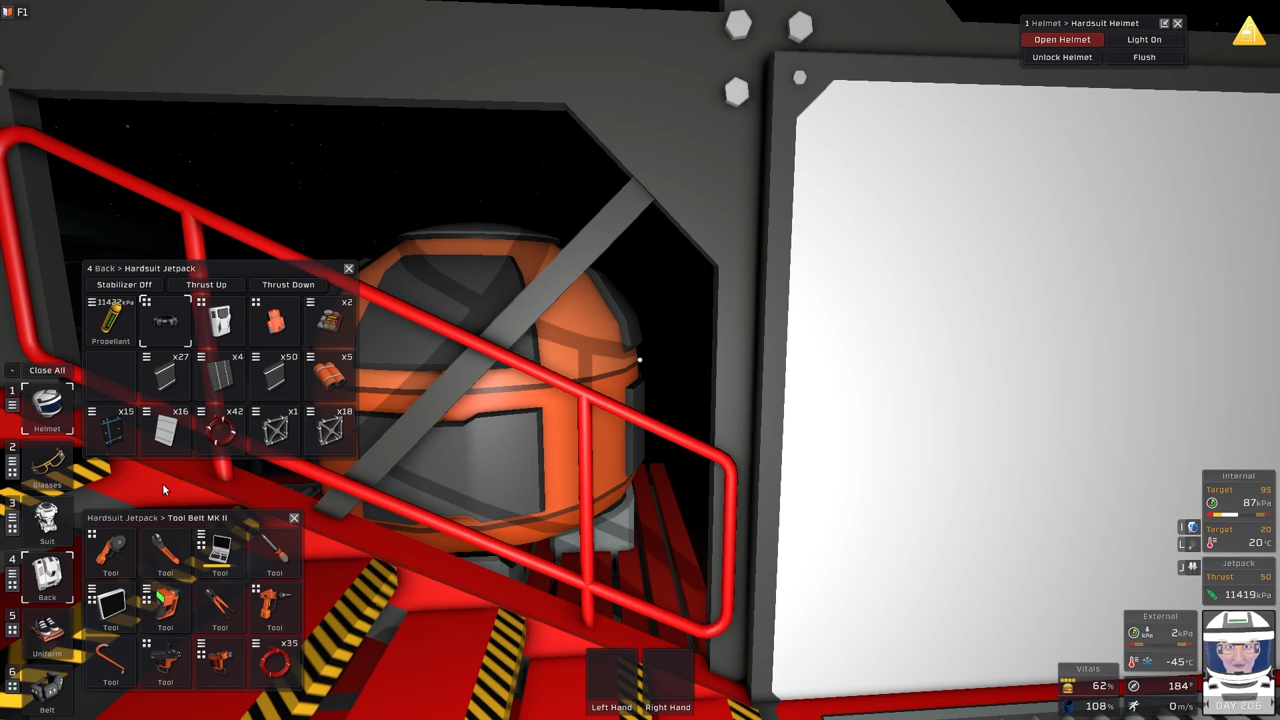 F1
1 Helmet > Hardsuit Helmet
Open Helmet Light On
Unlock Helmet Flush
4 Back > Hardsuit Jetpack
Stabilizer Off Thrust Up Thrust Down
x2
Propellant
x27 x4 x50 x5
x15 x16 x42 x1 x18
~ Close All
1
Helmet
2
Glasses
3
Suit
4
Back
5
Uniform
6
Belt
Hardsuit Jetpack > Tool Belt MK II
Tool Tool Tool Tool
Tool Tool Tool Tool
x35
Tool Tool Tool
Left Hand Right Hand
Internal
Target 95
87kPa
Target 20
20°C
I
L
J
Jetpack
Thrust 50
11419kPa
External
kPa 2kPa
-45°C
Vitals
62% 184°
108% 0m/s
DAY 206